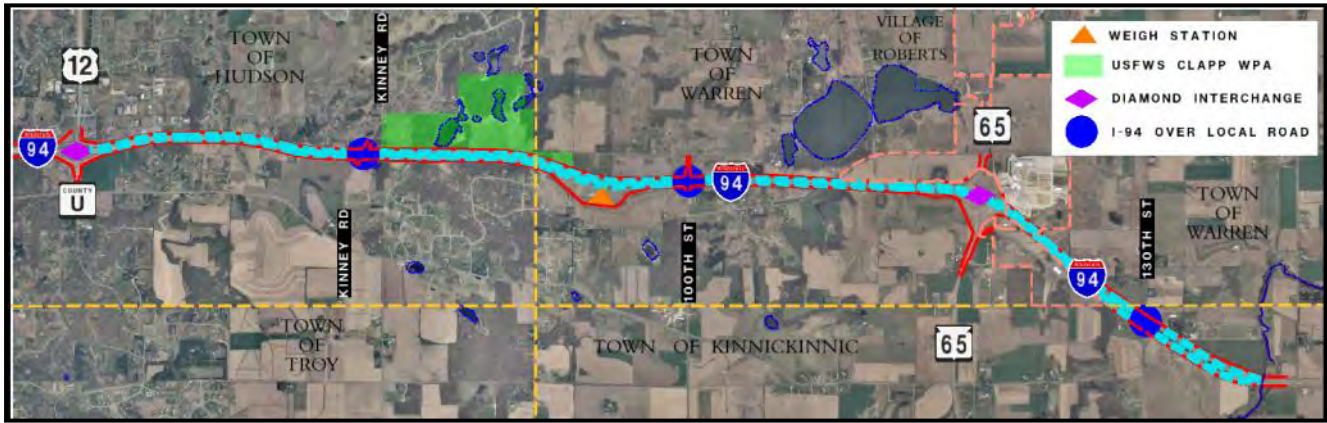 TOWN
OF
HUDSON
12
KINNEY RD
94
COUNTY
U
KINNEY RD
TOWN
OF
TROY
TOWN
OF
WARREN
VILLAGE
OF
ROBERTS
65
94
100TH ST
TOWN OF KINNICKINNIC
65
94
130TH ST
TOWN
OF
WARREN
WEIGH STATION
USFWS CLAPP WPA
DIAMOND INTERCHANGE
I-94 OVER LOCAL ROAD